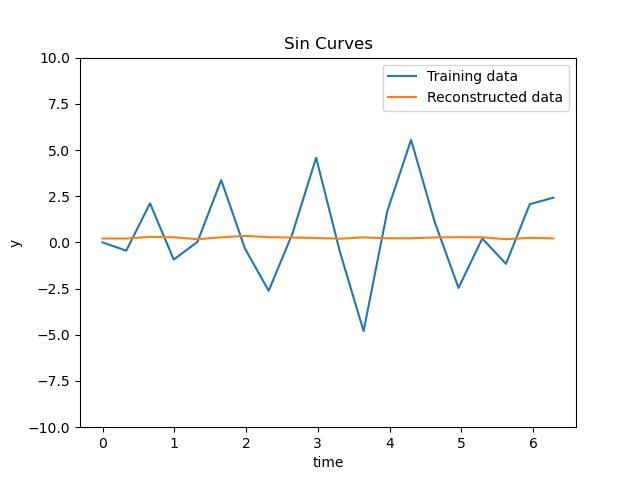 Sin Curves
10.0
7.5
5.0
2.5
0.0
−2.5
−5.0
−7.5
−10.0
y
Training data
Reconstructed data
0 1 2 3 4 5 6
time